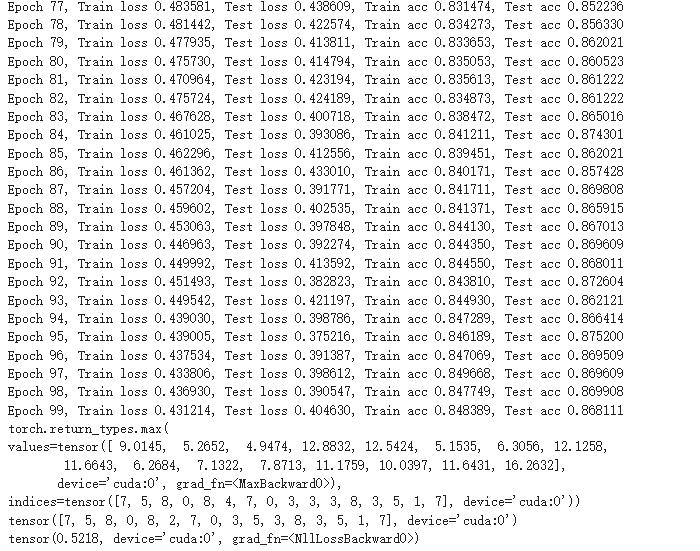 Epoch 77, Train loss 0.483581, Test loss 0.438609, Train acc 0.831474, Test acc 0.852236
Epoch 78, Train loss 0.481442, Test loss 0.422574, Train acc 0.834273, Test acc 0.856330
Epoch 79, Train loss 0.477935, Test loss 0.413811, Train acc 0.833653, Test acc 0.862021
Epoch 80, Train loss 0.475730, Test loss 0.414794, Train acc 0.835053, Test acc 0.860523
Epoch 81, Train loss 0.470964, Test loss 0.423194, Train acc 0.835613, Test acc 0.861222
Epoch 82, Train loss 0.475724, Test loss 0.424189, Train acc 0.834873, Test acc 0.861222
Epoch 83, Train loss 0.467628, Test loss 0.400718, Train acc 0.838472, Test acc 0.865016
Epoch 84, Train loss 0.461025, Test loss 0.393086, Train acc 0.841211, Test acc 0.874301
Epoch 85, Train loss 0.462296, Test loss 0.412556, Train acc 0.839451, Test acc 0.862021
Epoch 86, Train loss 0.461362, Test loss 0.433010, Train acc 0.840171, Test acc 0.857428
Epoch 87, Train loss 0.457204, Test loss 0.391771, Train acc 0.841711, Test acc 0.869808
Epoch 88, Train loss 0.459602, Test loss 0.402535, Train acc 0.841371, Test acc 0.865915
Epoch 89, Train loss 0.453063, Test loss 0.397848, Train acc 0.844130, Test acc 0.867013
Epoch 90, Train loss 0.446963, Test loss 0.392274, Train acc 0.844350, Test acc 0.869609
Epoch 91, Train loss 0.449992, Test loss 0.413592, Train acc 0.844550, Test acc 0.868011
Epoch 92, Train loss 0.451493, Test loss 0.382823, Train acc 0.843810, Test acc 0.872604
Epoch 93, Train loss 0.449542, Test loss 0.421197, Train acc 0.844930, Test acc 0.862121
Epoch 94, Train loss 0.439030, Test loss 0.398786, Train acc 0.847289, Test acc 0.866414
Epoch 95, Train loss 0.439005, Test loss 0.375216, Train acc 0.846189, Test acc 0.875200
Epoch 96, Train loss 0.437534, Test loss 0.391387, Train acc 0.847069, Test acc 0.869509
Epoch 97, Train loss 0.433806, Test loss 0.398612, Train acc 0.849668, Test acc 0.869609
Epoch 98, Train loss 0.436930, Test loss 0.390547, Train acc 0.847749, Test acc 0.869908
Epoch 99, Train loss 0.431214, Test loss 0.404630, Train acc 0.848389, Test acc 0.868111
torch.return_types.max(
values=tensor([ 9.0145,  5.2652,  4.9474, 12.8832, 12.5424,  5.1535,  6.3056, 12.1258,
11.6643,  6.2684,  7.1322,  7.8713, 11.1759, 10.0397, 11.6431, 16.2632],
device='cuda:0', grad_fn=<MaxBackward0>),
indices=tensor([7, 5, 8, 0, 8, 4, 7, 0, 3, 3, 3, 8, 3, 5, 1, 7], device='cuda:0'))
tensor([7, 5, 8, 0, 8, 2, 7, 0, 3, 5, 3, 8, 3, 5, 1, 7], device='cuda:0')
tensor(0.5218, device='cuda:0', grad_fn=<NllLossBackward0>)